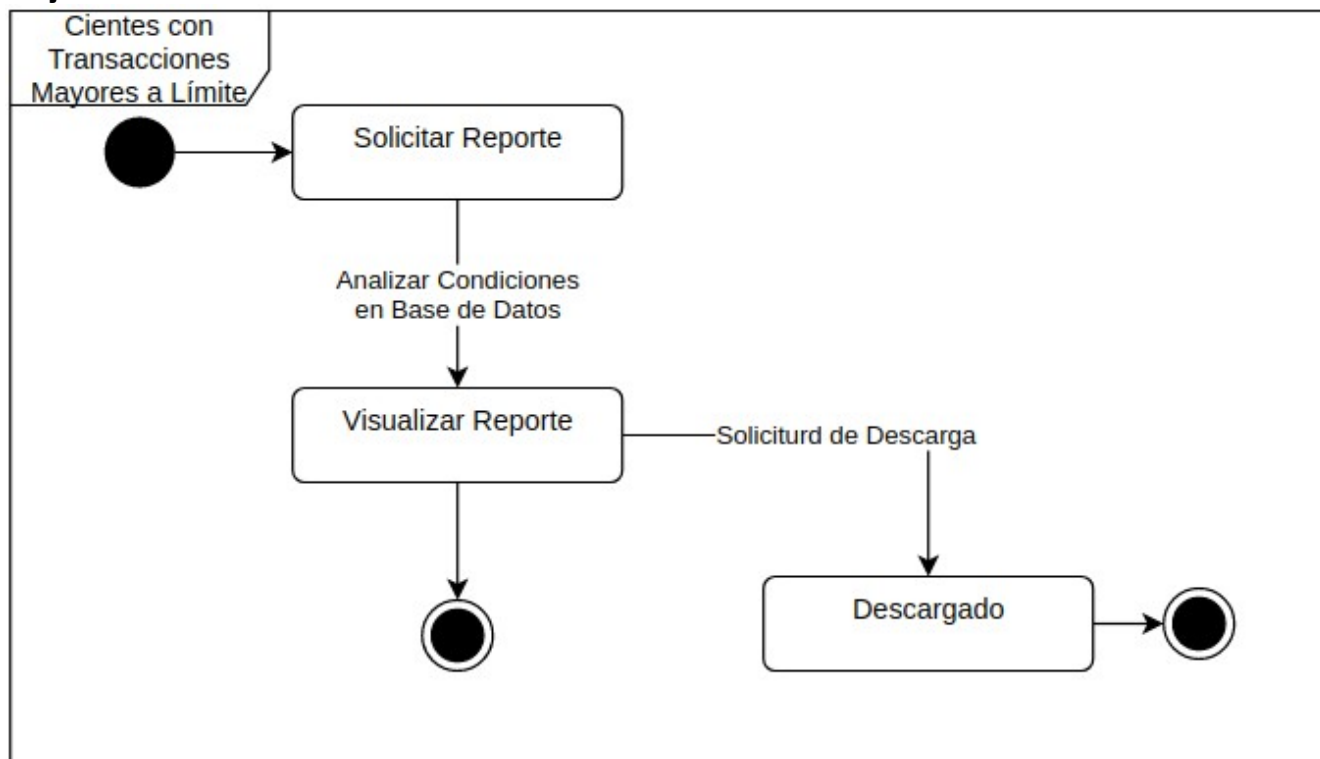 Cientes con
Transacciones
Mayores a Límite
Solicitar Reporte
Analizar Condiciones
en Base de Datos
Visualizar Reporte
Soliciturd de Descarga
Descargado